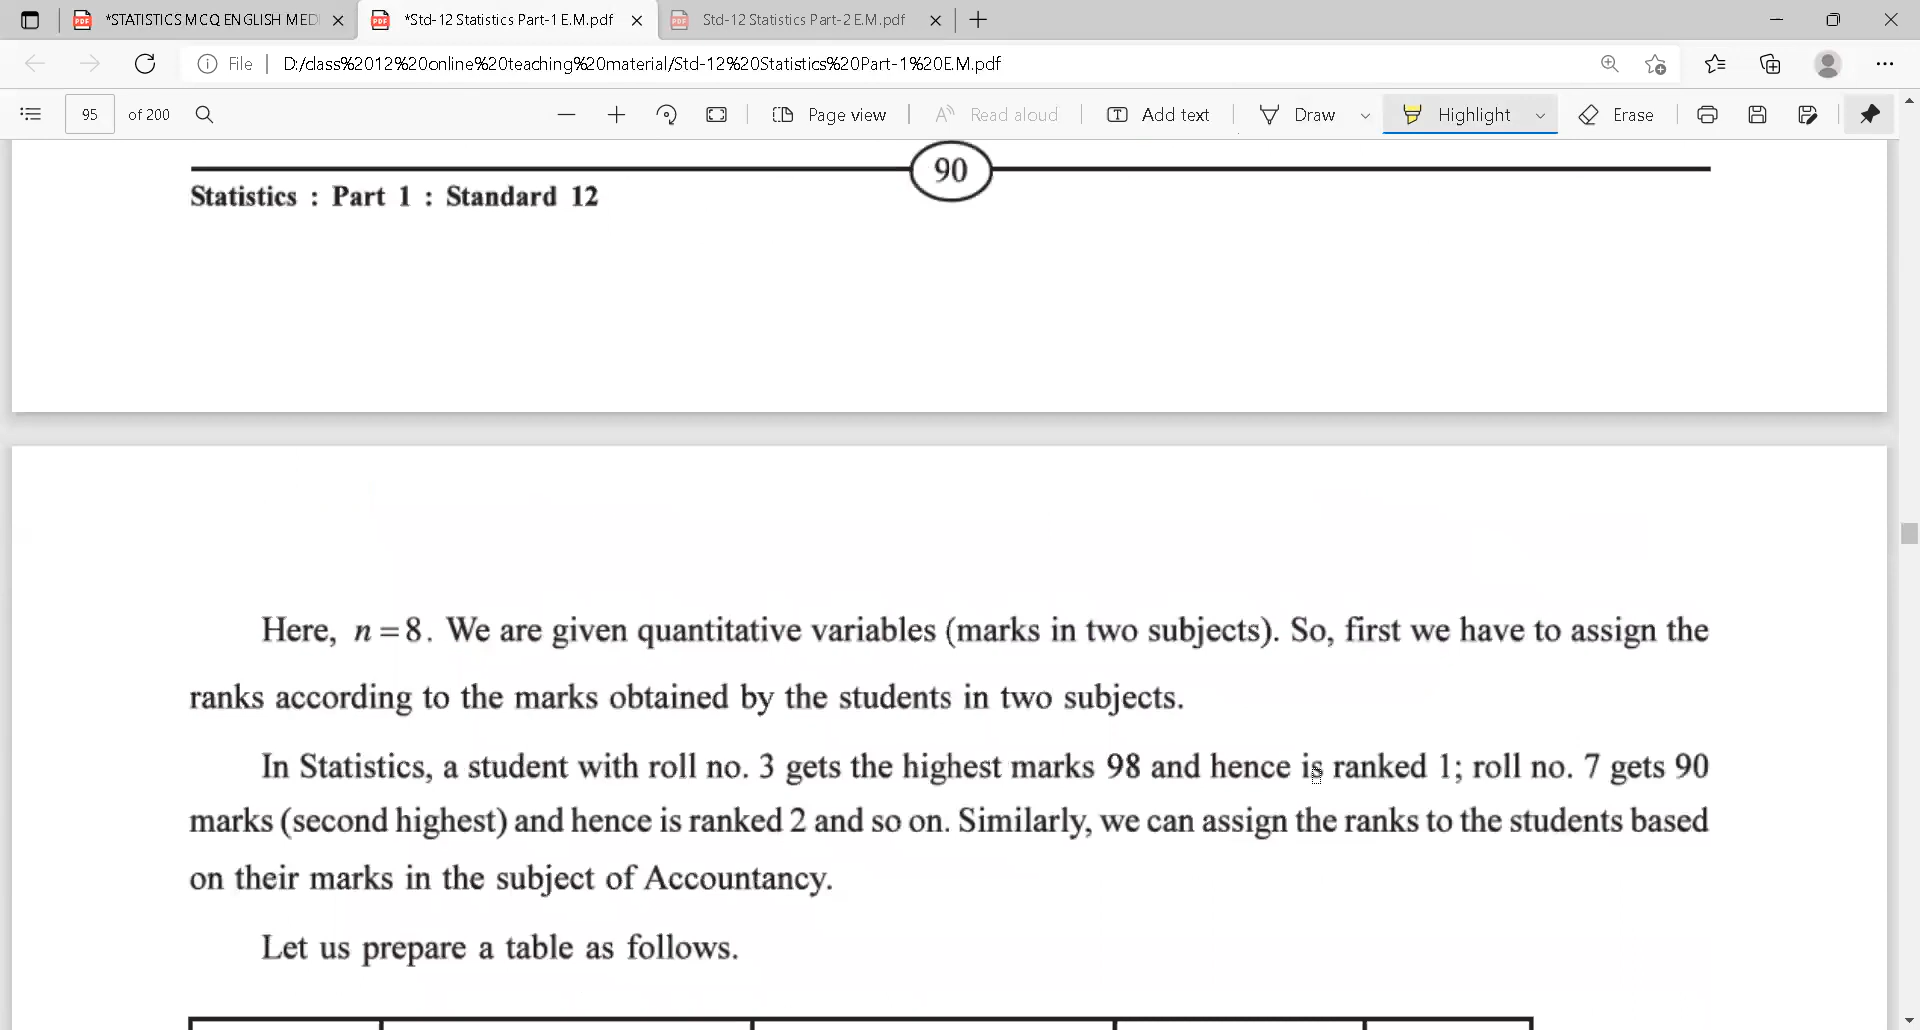 *STATISTICS MCQ ENGLISH MEDI
*Std-12 Statistics Part-1 E.M.pdf
Std-12 Statistics Part-2 E.M.pdf
File
D:/class%2012%20online%20teaching%20material/Std-12%20Statistics%20Part-1%20E.M.pdf
95 of 200
Page view
Read aloud
Add text
Draw
Highlight
Erase
90
Statistics : Part 1 : Standard 12
Here, n = 8. We are given quantitative variables (marks in two subjects). So, first we have to assign the
ranks according to the marks obtained by the students in two subjects.
In Statistics, a student with roll no. 3 gets the highest marks 98 and hence is ranked 1; roll no. 7 gets 90
marks (second highest) and hence is ranked 2 and so on. Similarly, we can assign the ranks to the students based
on their marks in the subject of Accountancy.
Let us prepare a table as follows.